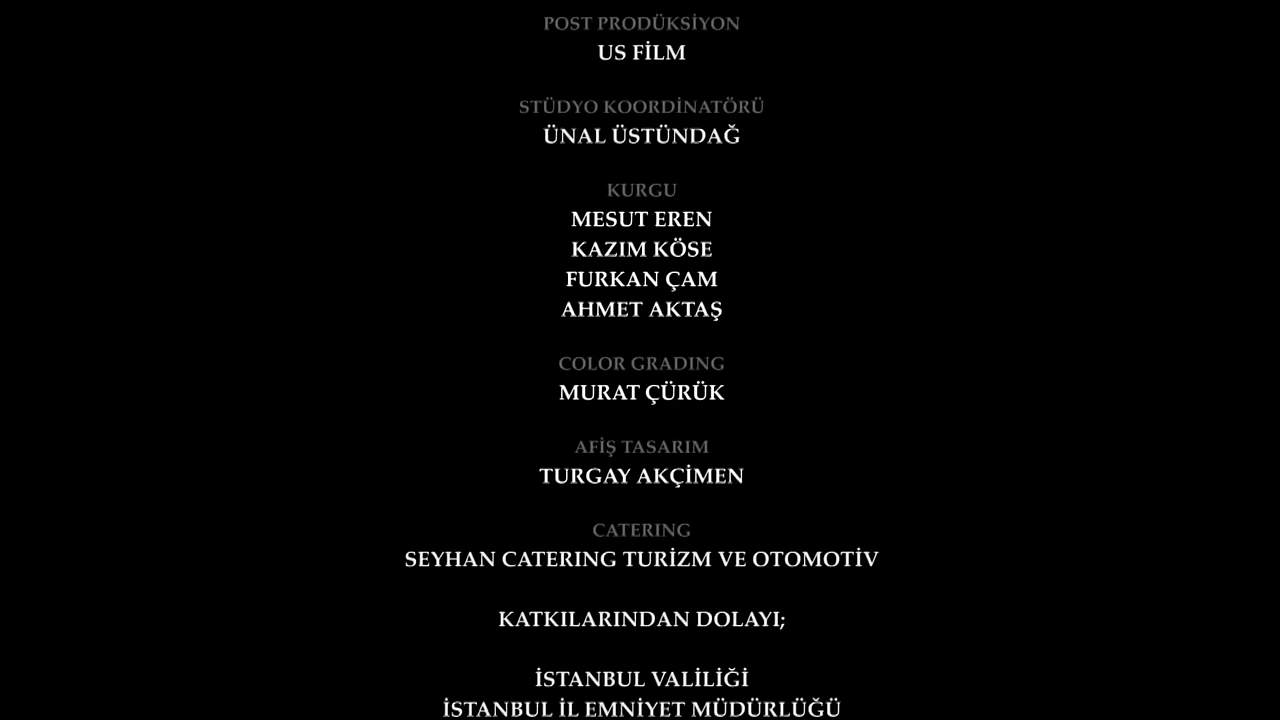 POST PRODÜKSİYON
US FİLM
STÜDYO KOORDİNATÖRÜ
ÜNAL ÜSTÜNDAĞ
KURGU
MESUT EREN
KAZIM KÖSE
FURKAN ÇAM
AHMET AKTAŞ
COLOR GRADING
MURAT ÇÜRÜK
AFİŞ TASARIM
TURGAY AKÇİMEN
CATERING
SEYHAN CATERING TURİZM VE OTOMOTİV
KATKILARINDAN DOLAYI;
İSTANBUL VALİLİĞİ
İSTANBUL İL EMNİYET MÜDÜRLÜĞÜ